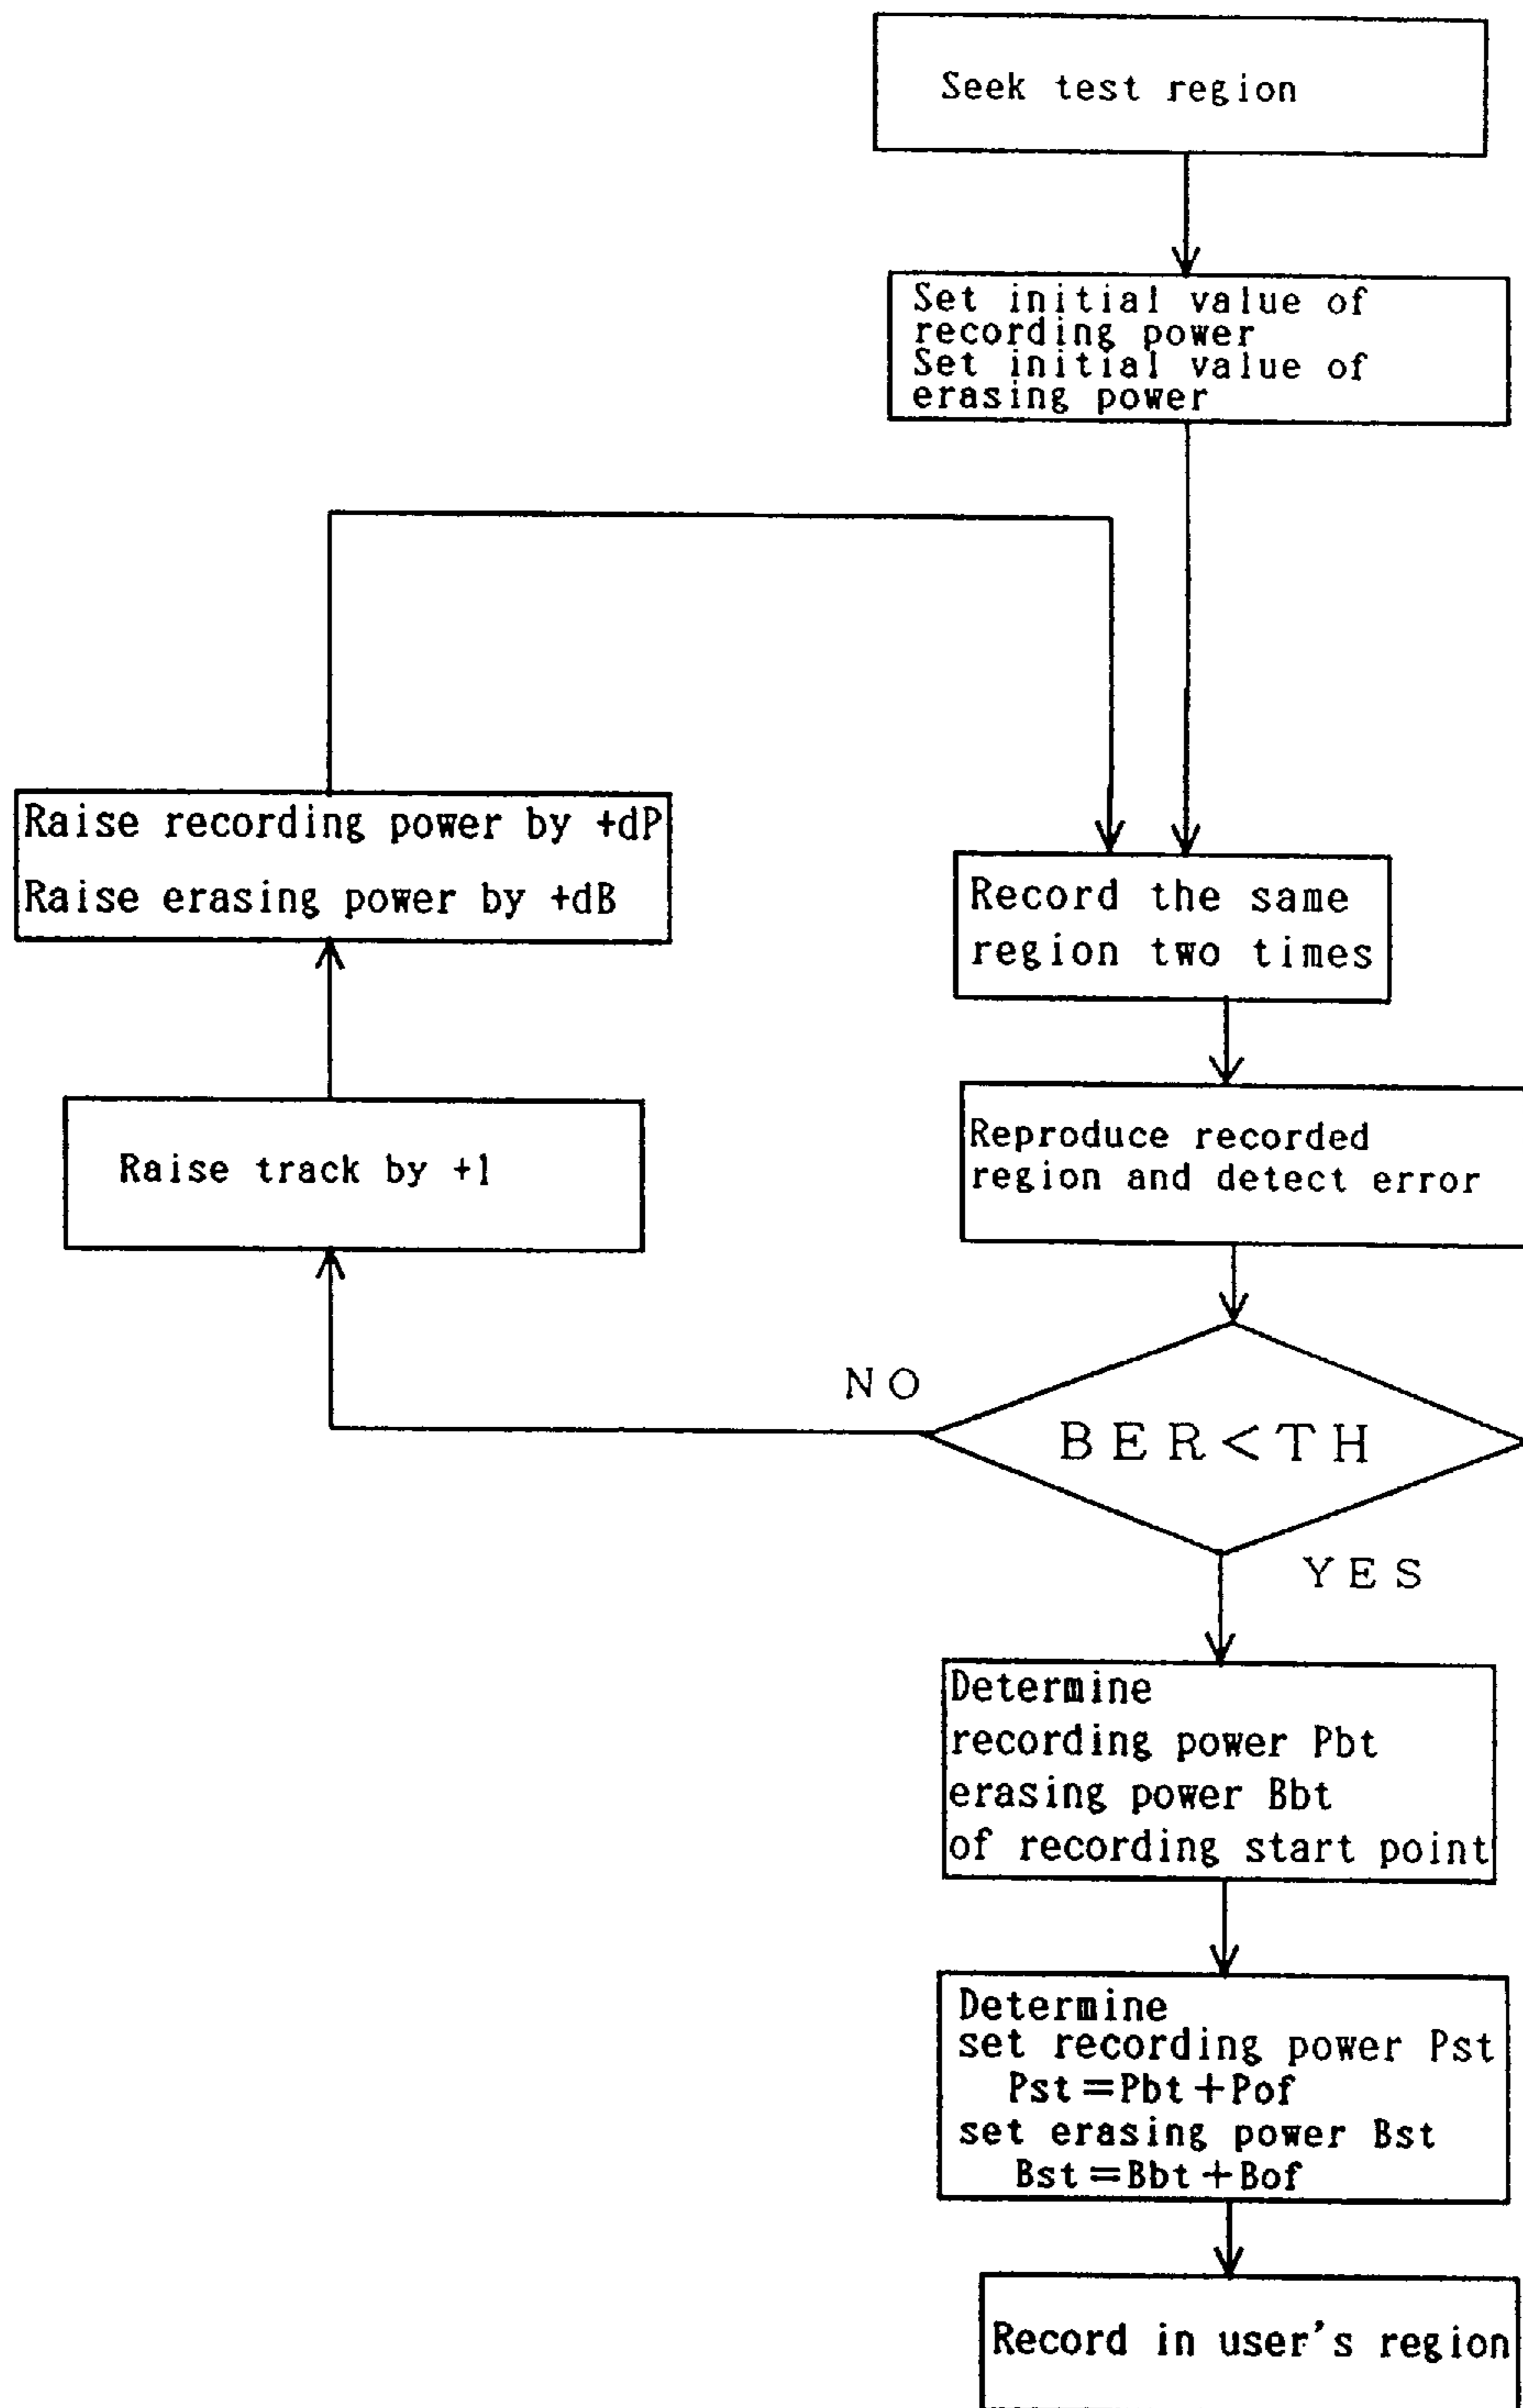 Seek test region
Set initial value of
recording power
Set initial value of
erasing power
Raise recording power by +dP
Raise erasing power by +dB
Record the same
region two times
Raise track by +1
Reproduce recorded
region and detect error
NO
BER<TH
YES
Determine
recording power Pbt
erasing power Bbt
of recording start point
Determine
set recording power Pst
Pst=Pbt+Pof
set erasing power Bst
Bst=Bbt+Bof
Record in user's region